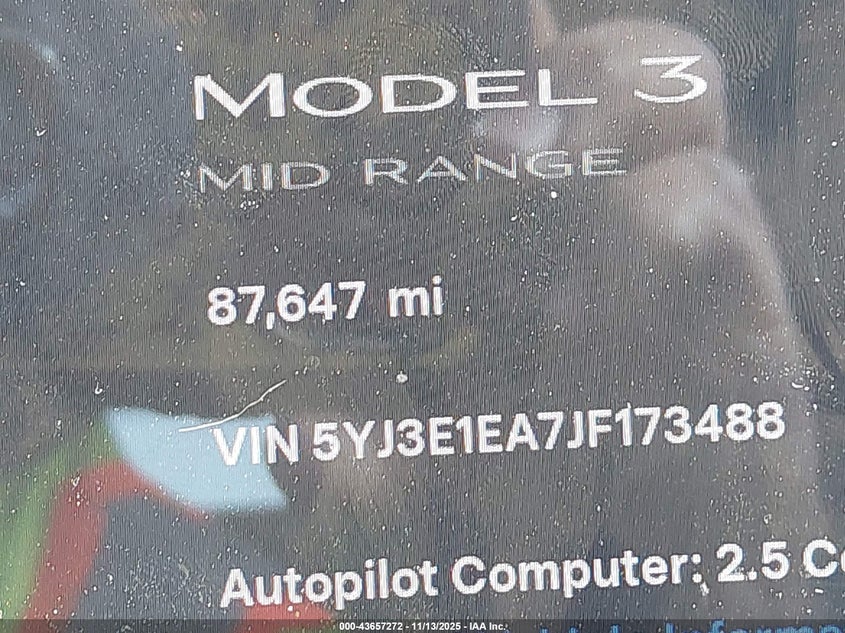 MODEL 3
MID RANGE
87,647 mi
VIN 5YJ3E1EA7JF173488
Autopilot Computer: 2.5
000-43657272 - 11/13/2025 - IAA Inc.